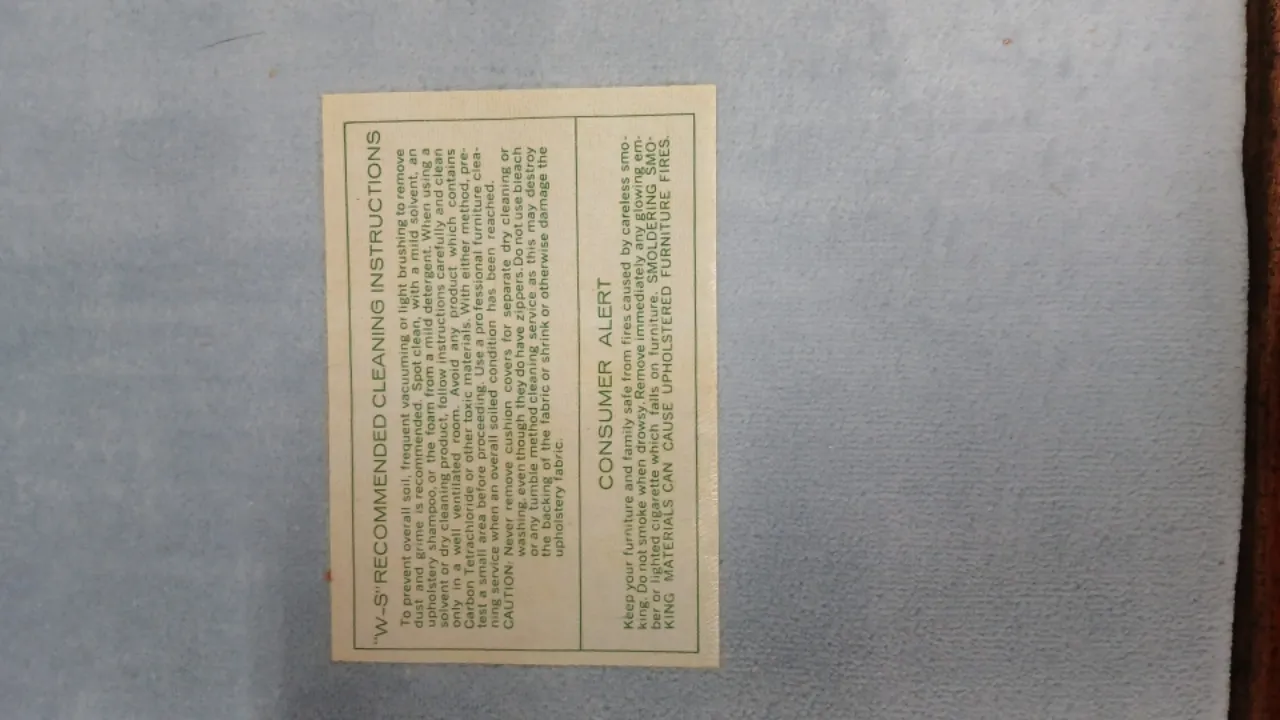 "W-S" RECOMMENDED CLEANING INSTRUCTIONS
To prevent overall soil, frequent vacuuming or light brushing to remove
dust and grime is recommended. Spot clean, with a mild solvent, an
upholstery shampoo, or the foam from a mild detergent. When using a
solvent or dry cleaning product, follow instructions carefully and clean
only in a well ventilated room. Avoid any product which contains
Carbon Tetrachloride or other toxic materials. With either method, pre-
test a small area before proceeding. Use a professional furniture clea-
ning service when an overall soiled condition has been reached.
CAUTION: Never remove cushion covers for separate dry cleaning or
washing, even though they do have zippers. Do not use bleach
or any tumble method cleaning service as this may destroy
the backing of the fabric or shrink or otherwise damage the
upholstery fabric.
CONSUMER ALERT
Keep your furniture and family safe from fires caused by careless smo-
king. Do not smoke when drowsy. Remove immediately any glowing em-
ber or lighted cigarette which falls on furniture. SMOLDERING SMO-
KING MATERIALS CAN CAUSE UPHOLSTERED FURNITURE FIRES.